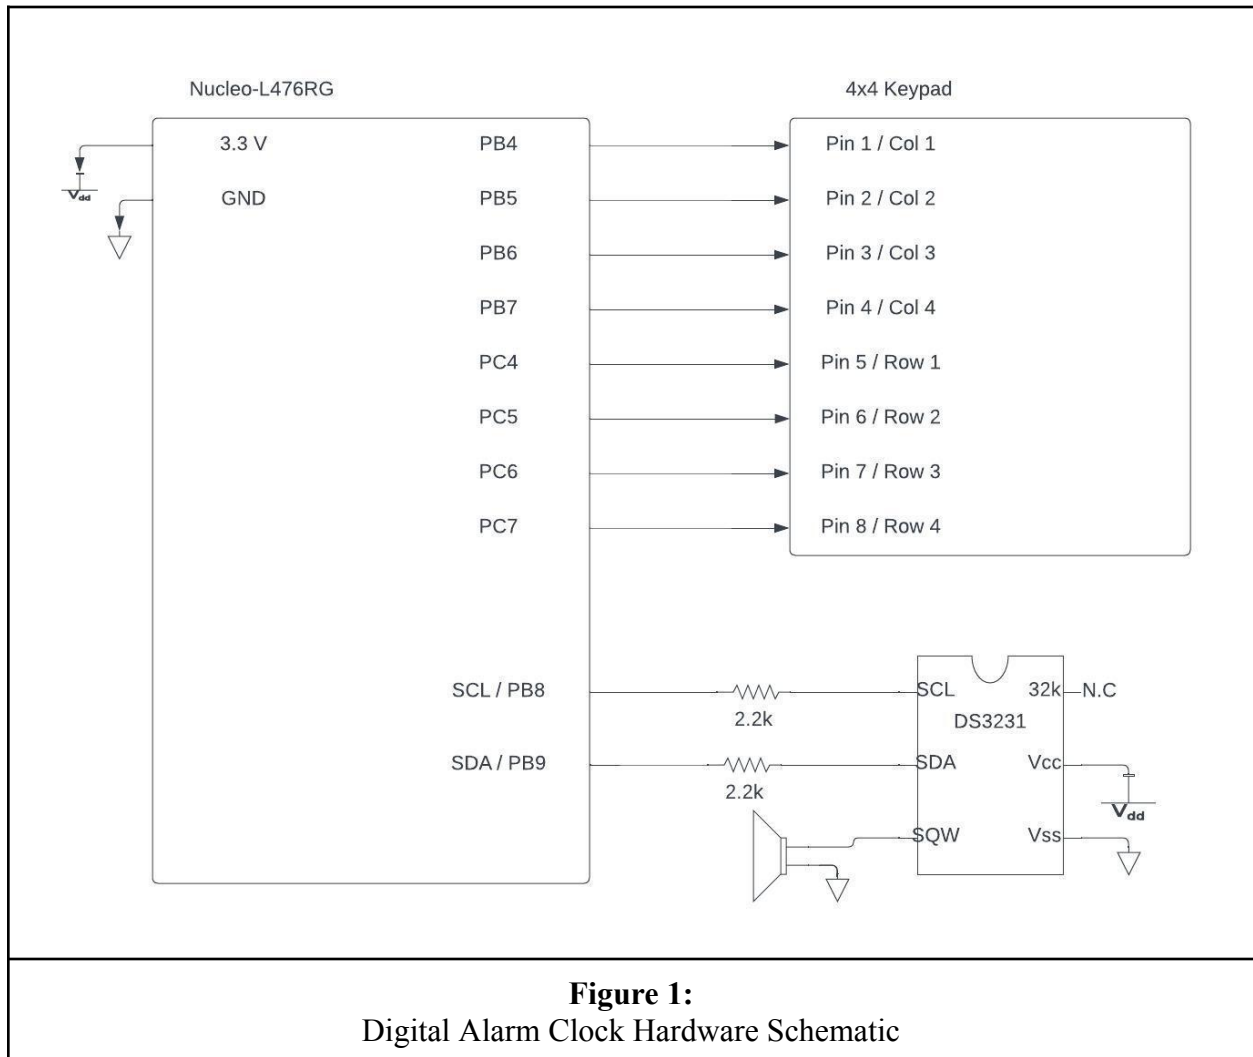 Nucleo-L476RG
4x4 Keypad
3.3 V
PB4
Pin 1 / Col 1
Vdd
GND
PB5
Pin 2 / Col 2
PB6
Pin 3 / Col 3
PB7
Pin 4 / Col 4
PC4
Pin 5 / Row 1
PC5
Pin 6 / Row 2
PC6
Pin 7 / Row 3
PC7
Pin 8 / Row 4
SCL / PB8
2.2k
SCL
32k
N.C
DS3231
SDA / PB9
2.2k
SDA
Vcc
Vdd
SQW
Vss
Figure 1:
Digital Alarm Clock Hardware Schematic